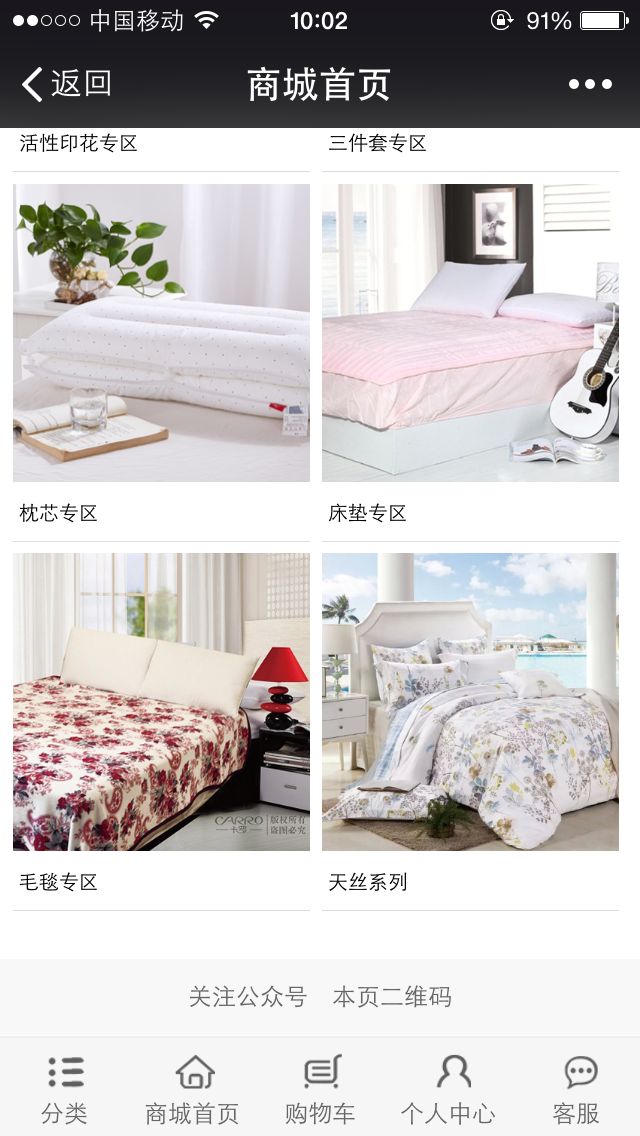 中国移动 10:02 91%
返回 商城首页
活性印花专区 三件套专区
枕芯专区 床垫专区
CARRO 版权所有
卡萝 盗图必究
毛毯专区 天丝系列
关注公众号 本页二维码
分类 商城首页 购物车 个人中心 客服